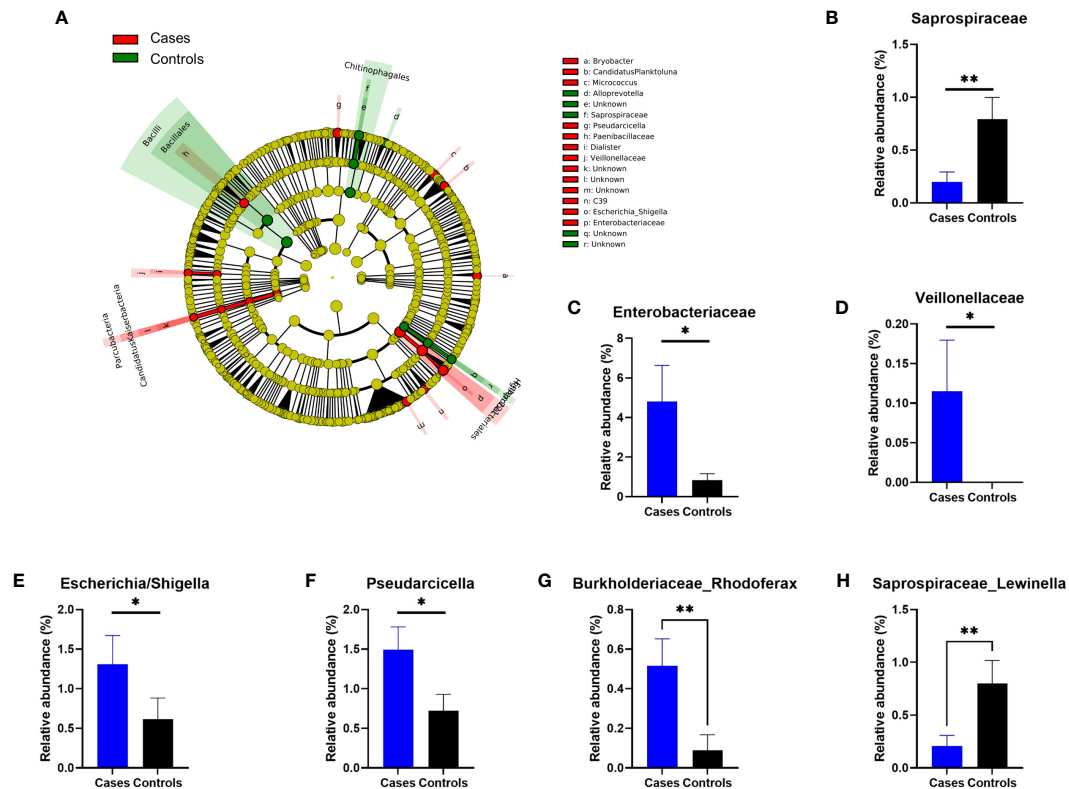 A
Cases
Controls
Chitinophagales
f
e
d
g
Bacilli
Bacillales
h
c
b
a
j
i
Parcubacteria
CandidatusKaiserbacteria
l
k
q
r
o
p
n
m
a: Bryobacter
b: CandidatusPlanktoluna
c: Micrococcus
d: Alloprevotella
e: Unknown
f: Saprospiraceae
g: Pseudarcicella
h: Paenibacillaceae
i: Dialister
j: Veillonellaceae
k: Unknown
l: Unknown
m: Unknown
n: C39
o: Escherichia_Shigella
p: Enterobacteriaceae
q: Unknown
r: Unknown
B
Saprospiraceae
Relative abundance (%)
1.5
1.0
0.5
0.0
**
Cases Controls
C
Enterobacteriaceae
Relative abundance (%)
8
6
4
2
0
*
Cases Controls
D
Veillonellaceae
Relative abundance (%)
0.20
0.15
0.10
0.05
0.00
*
Cases Controls
E
Escherichia/Shigella
Relative abundance (%)
2.0
1.5
1.0
0.5
0.0
*
Cases Controls
F
Pseudarcicella
Relative abundance (%)
2.0
1.5
1.0
0.5
0.0
*
Cases Controls
G
Burkholderiaceae_Rhodoferax
Relative abundance (%)
0.8
0.6
0.4
0.2
0.0
**
Cases Controls
H
Saprospiraceae_Lewinella
Relative abundance (%)
1.5
1.0
0.5
0.0
**
Cases Controls